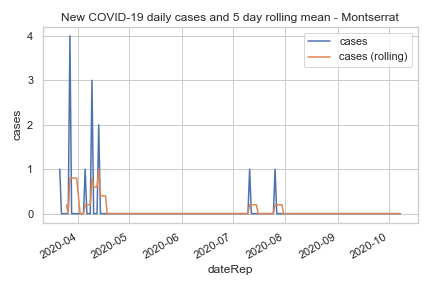 New COVID-19 daily cases and 5 day rolling mean - Montserrat
cases
cases (rolling)
4
3
2
1
0
cases
2020-04
2020-05
2020-06
2020-07
2020-08
2020-09
2020-10
dateRep